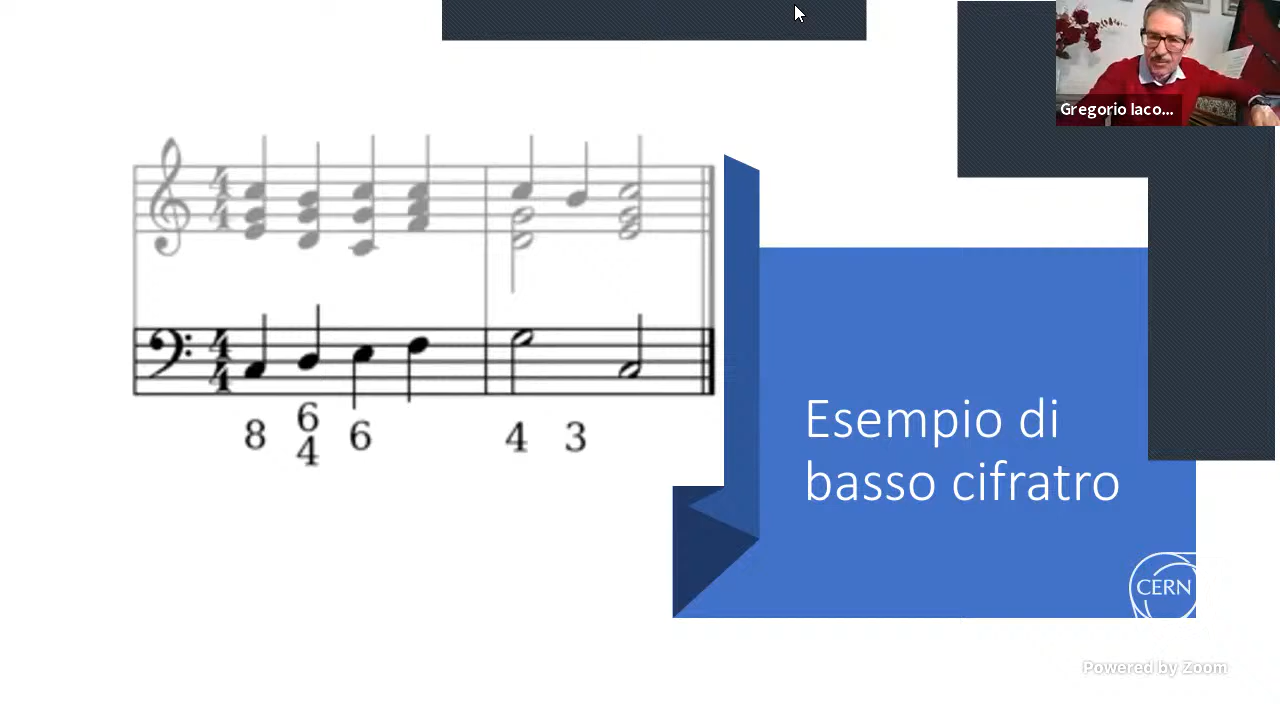 Gregorio Iaco...
8 6 6 4 3
4
Esempio di
basso cifratro
CERN
Powered by Zoom